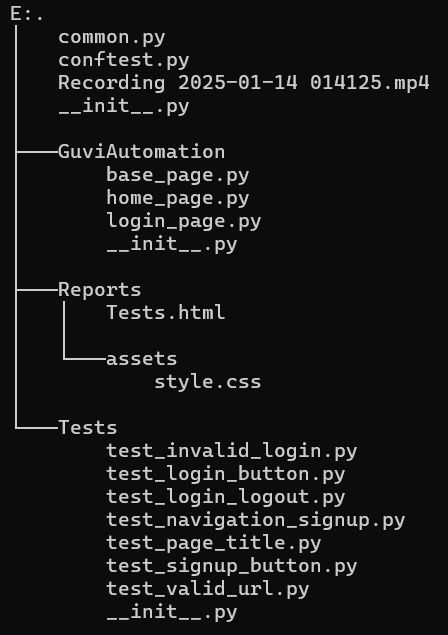 E:.
common.py
conftest.py
Recording 2025-01-14 014125.mp4
__init__.py
GuviAutomation
base_page.py
home_page.py
login_page.py
__init__.py
Reports
Tests.html
assets
style.css
Tests
test_invalid_login.py
test_login_button.py
test_login_logout.py
test_navigation_signup.py
test_page_title.py
test_signup_button.py
test_valid_url.py
__init__.py